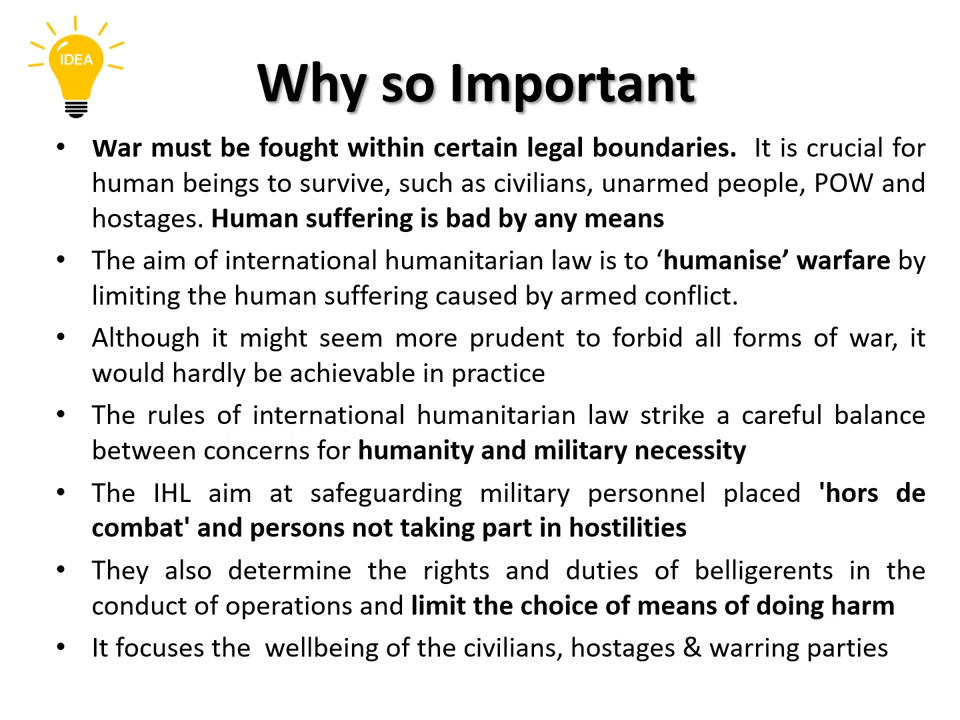 IDEA
Why so Important
• War must be fought within certain legal boundaries.  It is crucial for
human beings to survive, such as civilians, unarmed people, POW and
hostages. Human suffering is bad by any means
• The aim of international humanitarian law is to ‘humanise’ warfare by
limiting the human suffering caused by armed conflict.
• Although it might seem more prudent to forbid all forms of war, it
would hardly be achievable in practice
• The rules of international humanitarian law strike a careful balance
between concerns for humanity and military necessity
• The IHL aim at safeguarding military personnel placed 'hors de
combat' and persons not taking part in hostilities
• They also determine the rights and duties of belligerents in the
conduct of operations and limit the choice of means of doing harm
• It focuses the  wellbeing of the civilians, hostages & warring parties